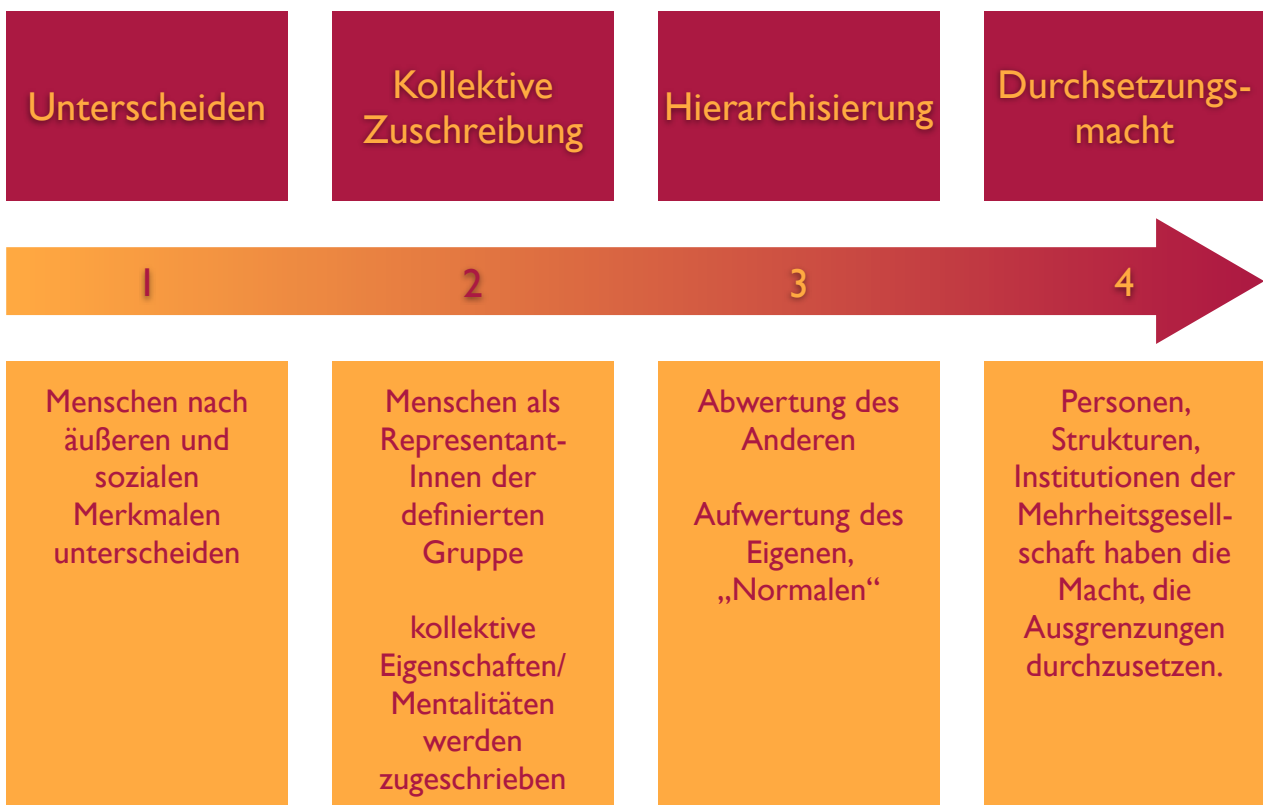 Unterscheiden
Kollektive
Zuschreibung
Hierarchisierung
Durchsetzungs-
macht
1
2
3
4
Menschen nach
äußeren und
sozialen
Merkmalen
unterscheiden
Menschen als
Representant-
Innen der
definierten
Gruppe
kollektive
Eigenschaften/
Mentalitäten
werden
zugeschrieben
Abwertung des
Anderen
Aufwertung des
Eigenen,
„Normalen“
Personen,
Strukturen,
Institutionen der
Mehrheitsgesell-
schaft haben die
Macht, die
Ausgrenzungen
durchzusetzen.